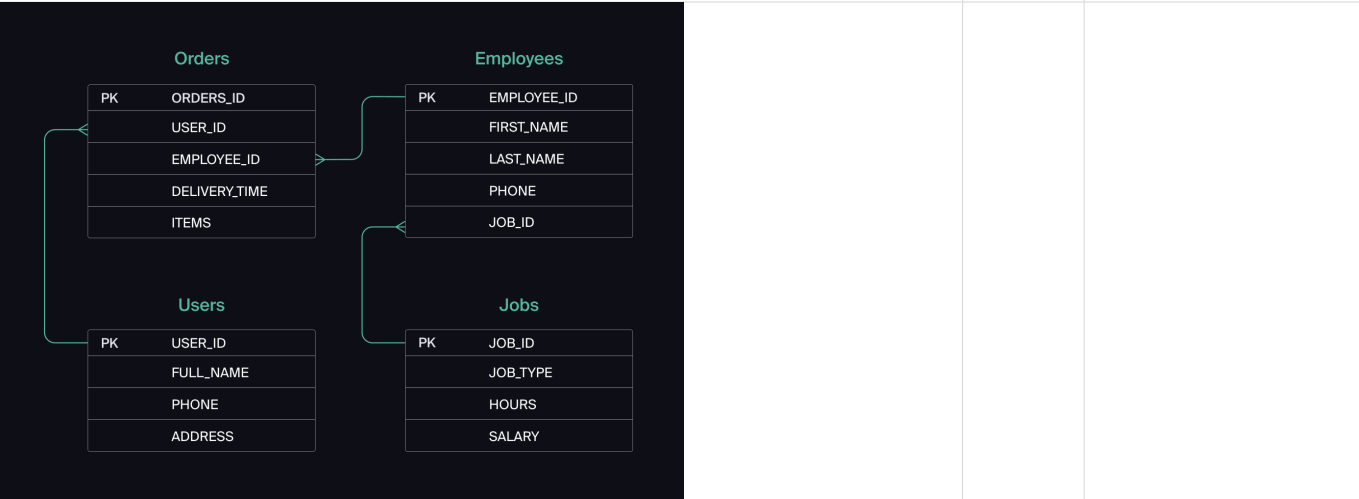 Orders
PK ORDERS_ID
USER_ID
EMPLOYEE_ID
DELIVERY_TIME
ITEMS
Employees
PK EMPLOYEE_ID
FIRST_NAME
LAST_NAME
PHONE
JOB_ID
Users
PK USER_ID
FULL_NAME
PHONE
ADDRESS
Jobs
PK JOB_ID
JOB_TYPE
HOURS
SALARY